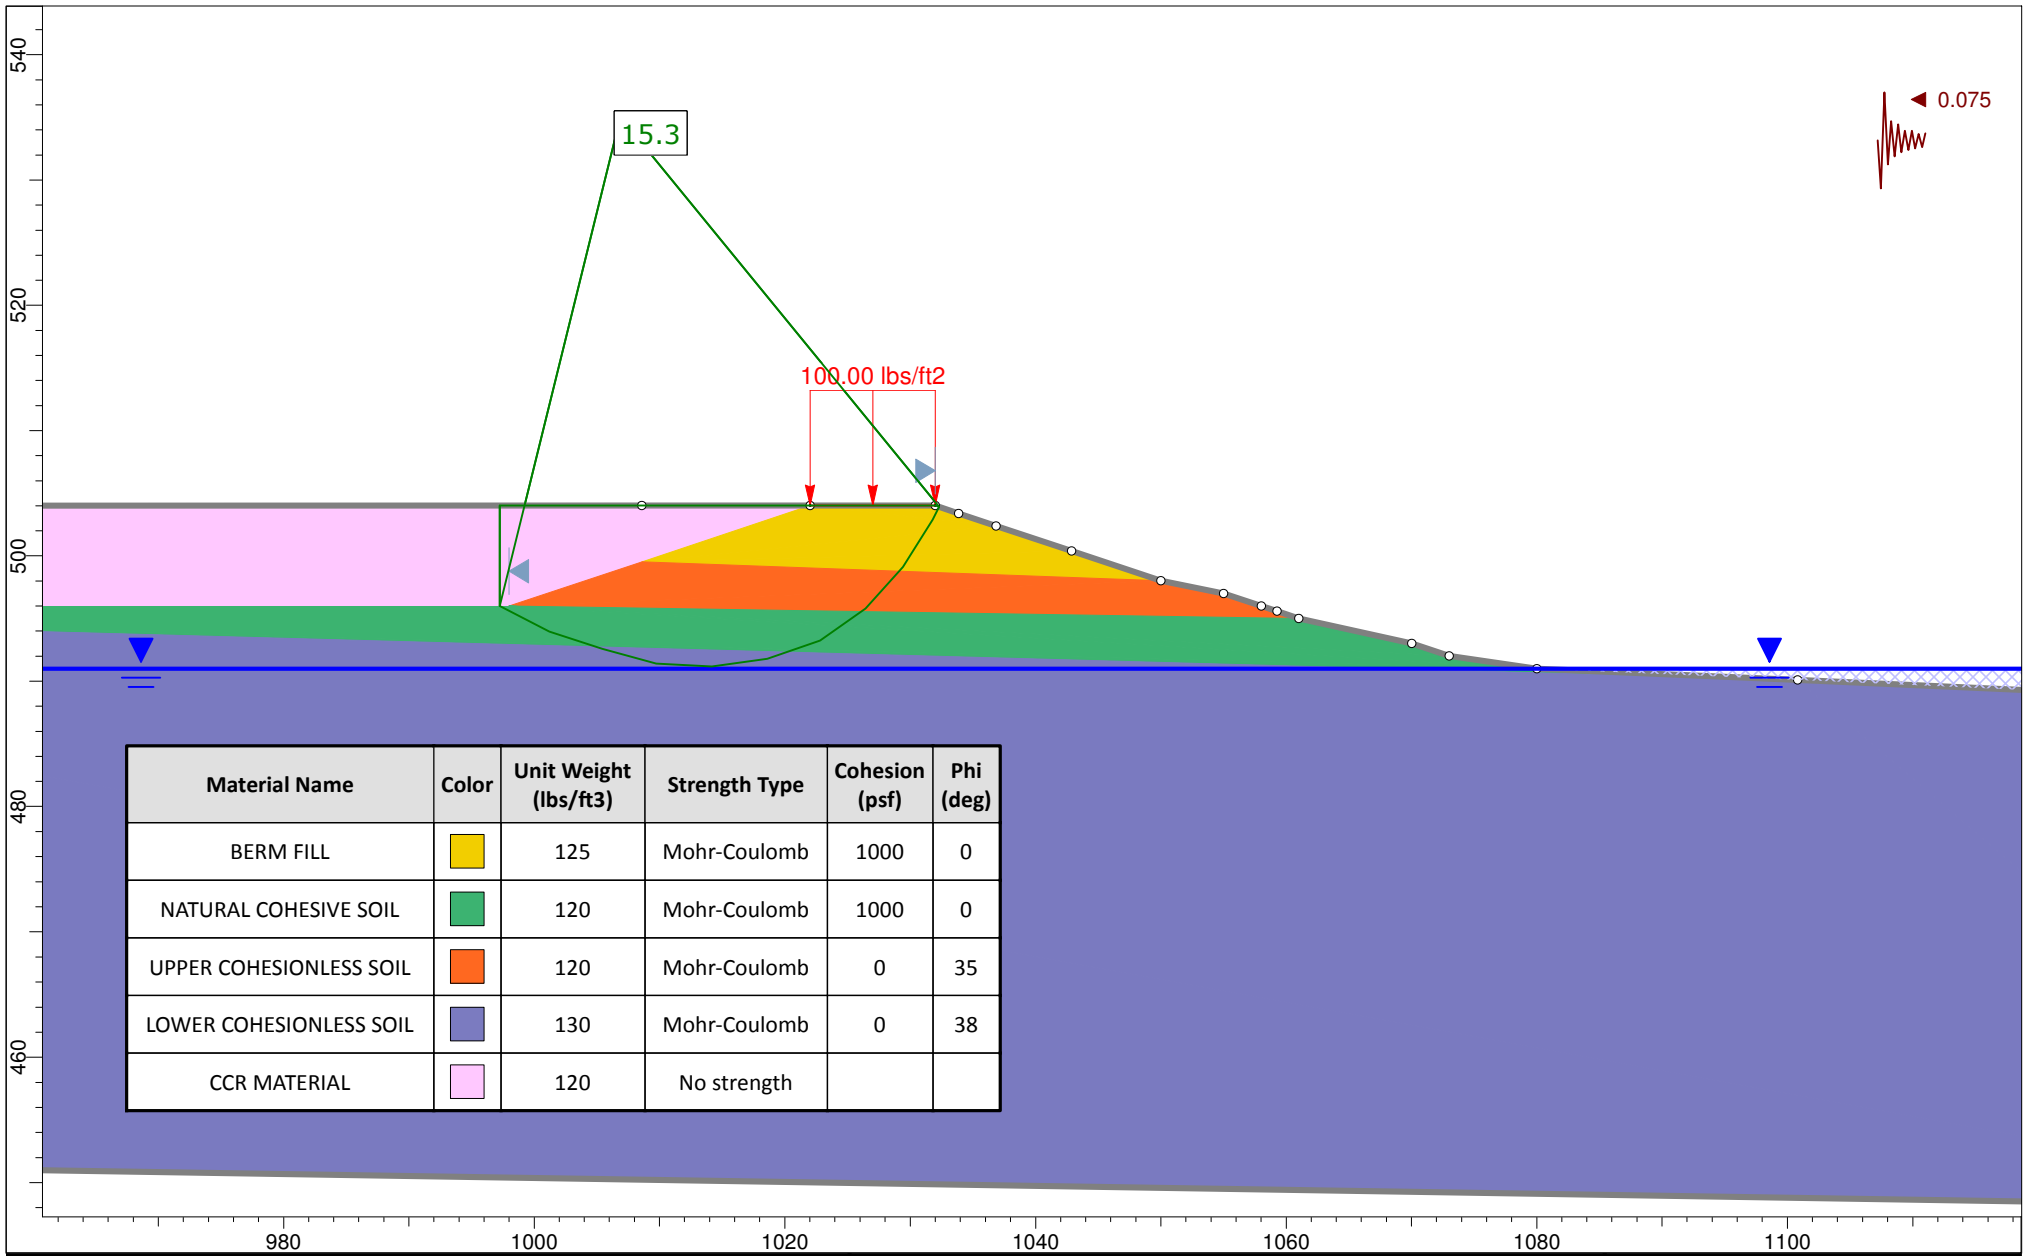 540
0.075
15.3
520
100.00 lbs/ft2
500
480
460
Material Name Color Unit Weight (lbs/ft3) Strength Type Cohesion (psf) Phi (deg)
BERM FILL 125 Mohr-Coulomb 1000 0
NATURAL COHESIVE SOIL 120 Mohr-Coulomb 1000 0
UPPER COHESIONLESS SOIL 120 Mohr-Coulomb 0 35
LOWER COHESIONLESS SOIL 130 Mohr-Coulomb 0 38
CCR MATERIAL 120 No strength
980 1000 1020 1040 1060 1080 1100